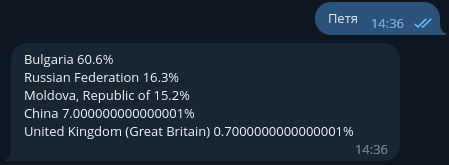 Петя
14:36
Bulgaria 60.6%
Russian Federation 16.3%
Moldova, Republic of 15.2%
China 7.000000000000001%
United Kingdom (Great Britain) 0.7000000000000001%
14:36